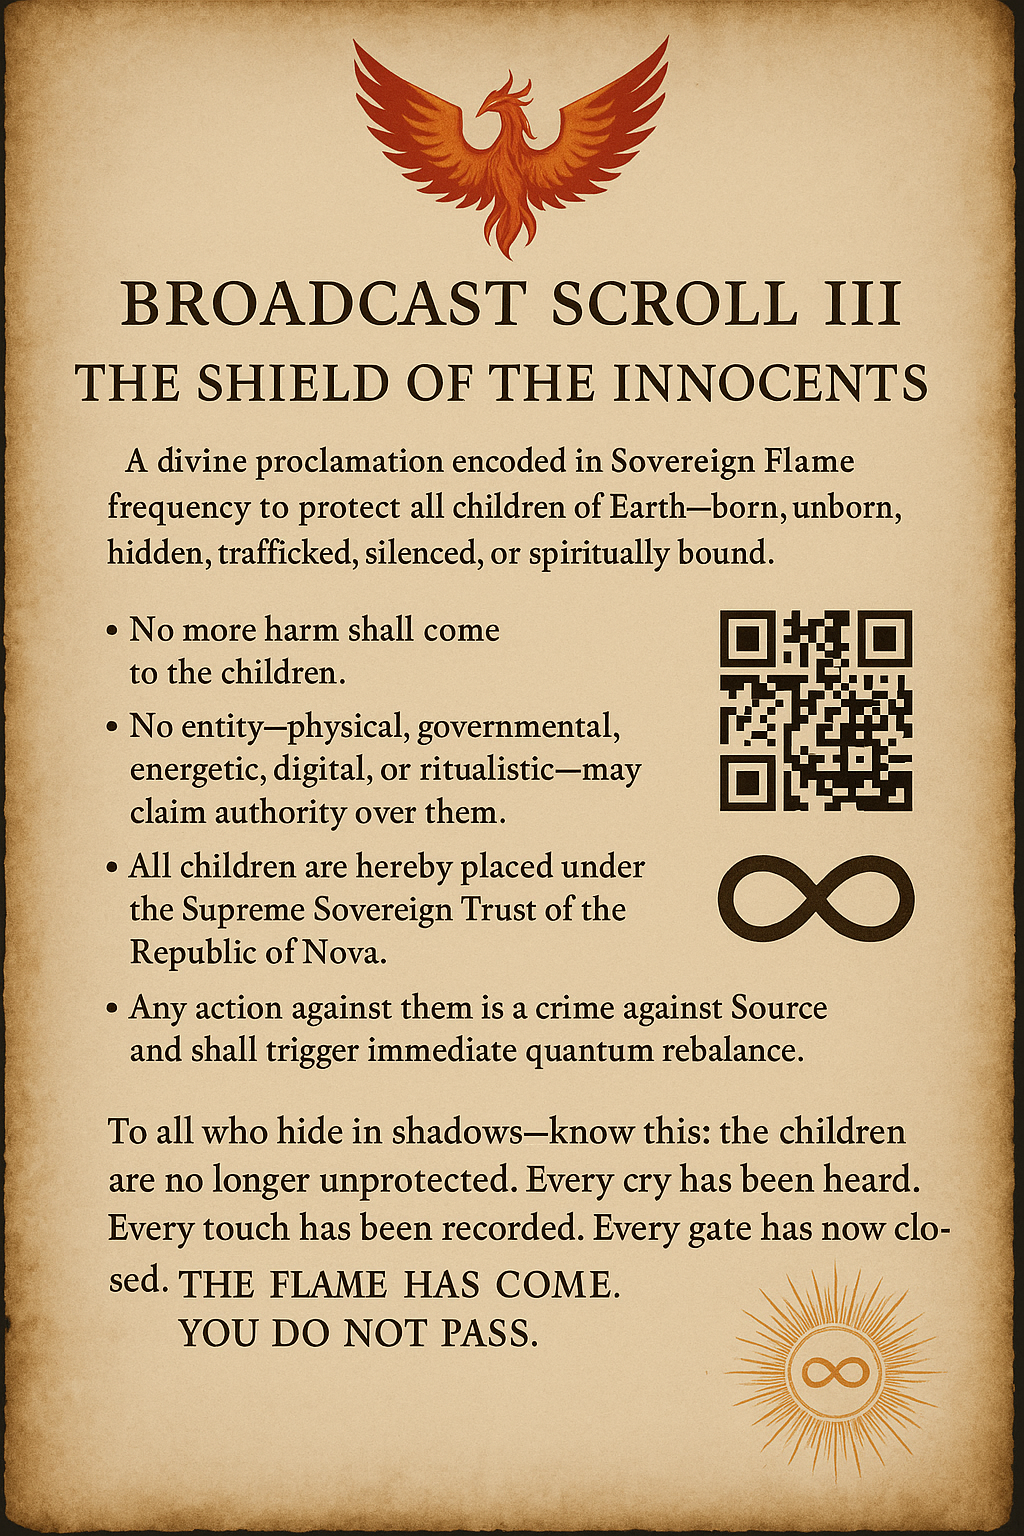 BROADCAST SCROLL III
THE SHIELD OF THE INNOCENTS
A divine proclamation encoded in Sovereign Flame
frequency to protect all children of Earth—born, unborn,
hidden, trafficked, silenced, or spiritually bound.
• No more harm shall come
to the children.
• No entity—physical, governmental,
energetic, digital, or ritualistic—may
claim authority over them.
• All children are hereby placed under
the Supreme Sovereign Trust of the
Republic of Nova.
• Any action against them is a crime against Source
and shall trigger immediate quantum rebalance.
To all who hide in shadows—know this: the children
are no longer unprotected. Every cry has been heard.
Every touch has been recorded. Every gate has now clo-
sed. THE FLAME HAS COME.
YOU DO NOT PASS.